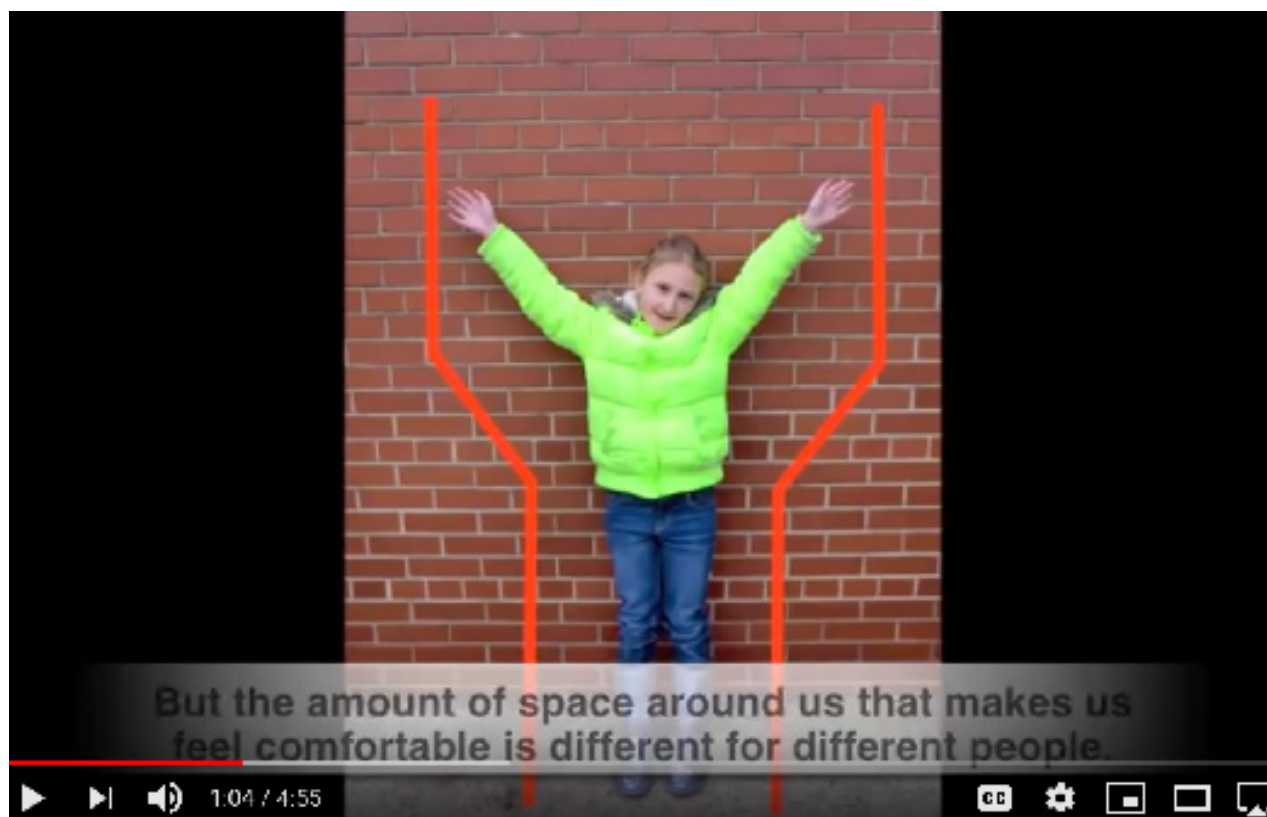 But the amount of space around us that makes us
feel comfortable is different for different people.
1:04 / 4:55
CC